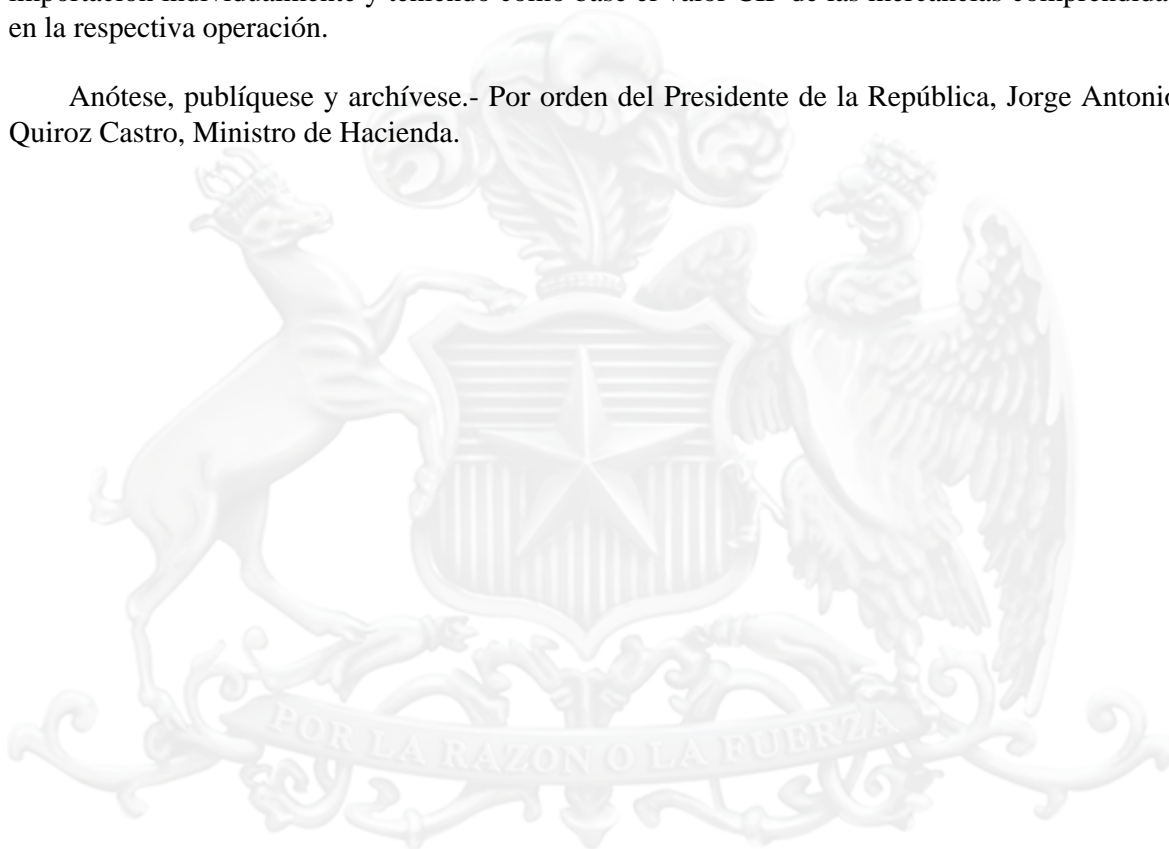 importación individualmente y teniendo como base el valor CIF de las mercancías comprendidas
en la respectiva operación.
Anótese, publíquese y archívese.- Por orden del Presidente de la República, Jorge Antonio
Quiroz Castro, Ministro de Hacienda.
POR LA RAZON O LA FUERZA